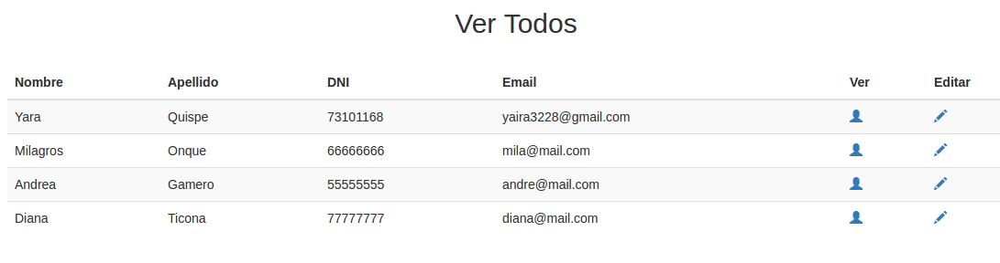 Ver Todos
Nombre Apellido DNI Email Ver Editar
Yara Quispe 73101168 yaira3228@gmail.com
Milagros Onque 66666666 mila@mail.com
Andrea Gamero 55555555 andre@mail.com
Diana Ticona 77777777 diana@mail.com